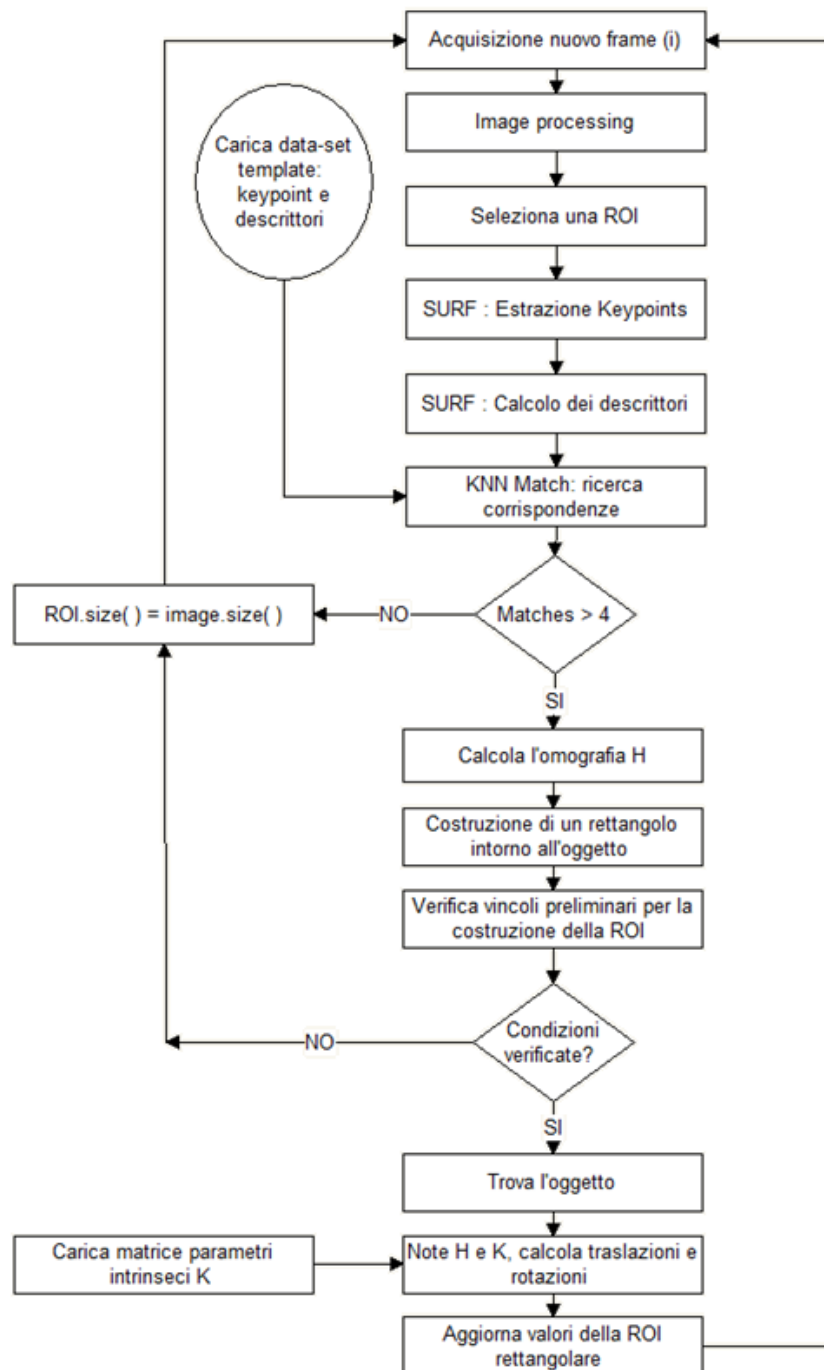 Acquisizione nuovo frame (i)
Image processing
Carica data-set
template:
keypoint e
descrittori
Seleziona una ROI
SURF : Estrazione Keypoints
SURF : Calcolo dei descrittori
KNN Match: ricerca
corrispondenze
Matches > 4
NO
ROI.size( ) = image.size( )
SI
Calcola l'omografia H
Costruzione di un rettangolo
intorno all'oggetto
Verifica vincoli preliminari per la
costruzione della ROI
Condizioni
verificate?
NO
SI
Trova l'oggetto
Carica matrice parametri
intrinseci K
Note H e K, calcola traslazioni e
rotazioni
Aggiorna valori della ROI
rettangolare